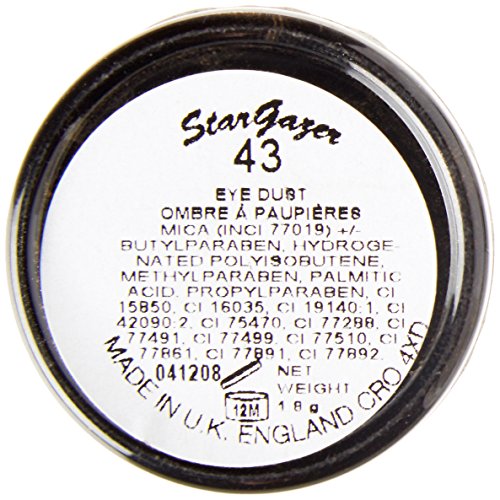 StarGazer
43
EYE DUST
OMBRE À PAUPIÈRES
MICA (INCI 77019) +/-
BUTYLPARABEN, HYDROGE-
NATED POLYISOBUTENE,
METHYLPARABEN, PALMITIC
ACID, PROPYLPARABEN, CI
15850, CI 16035, CI 19140:1, CI
42090:2, CI 75470, CI 77288, CI
77491, CI 77499, CI 77510, CI
77861, CI 77891, CI 77892.
041208
NET
WEIGHT
12M
1.8g
MADE IN U.K. ENGLAND CRO 4XD